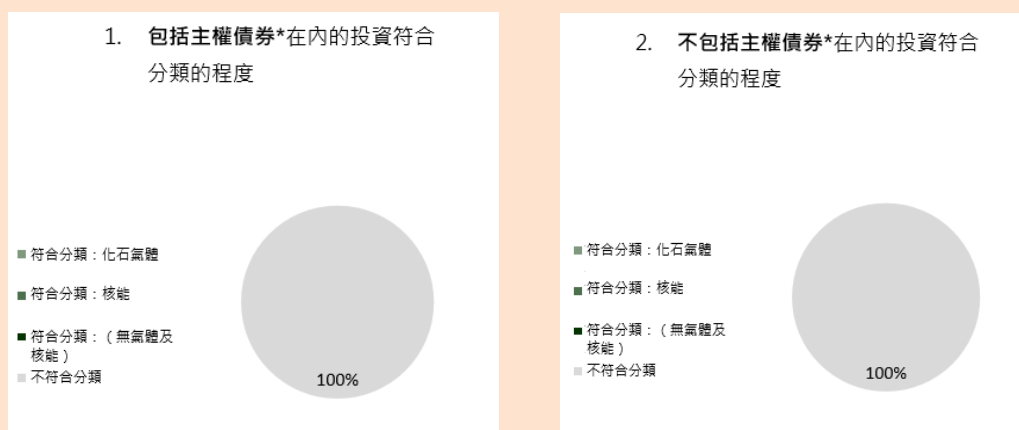 1. 包括主權債券*在內的投資符合
分類的程度
符合分類：化石氣體
符合分類：核能
符合分類：（無氣體及
核能）
不符合分類
100%
2. 不包括主權債券*在內的投資符合
分類的程度
符合分類：化石氣體
符合分類：核能
符合分類：（無氣體及
核能）
不符合分類
100%